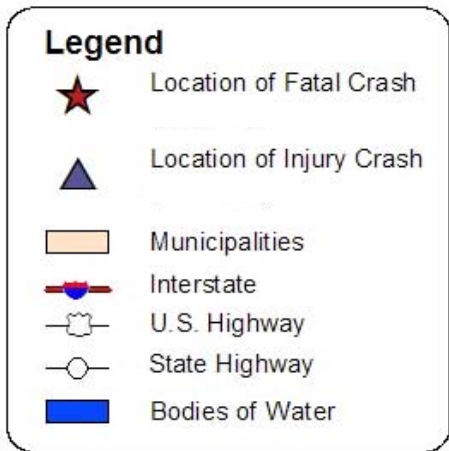 Legend
Location of Fatal Crash
Location of Injury Crash
Municipalities
Interstate
U.S. Highway
State Highway
Bodies of Water